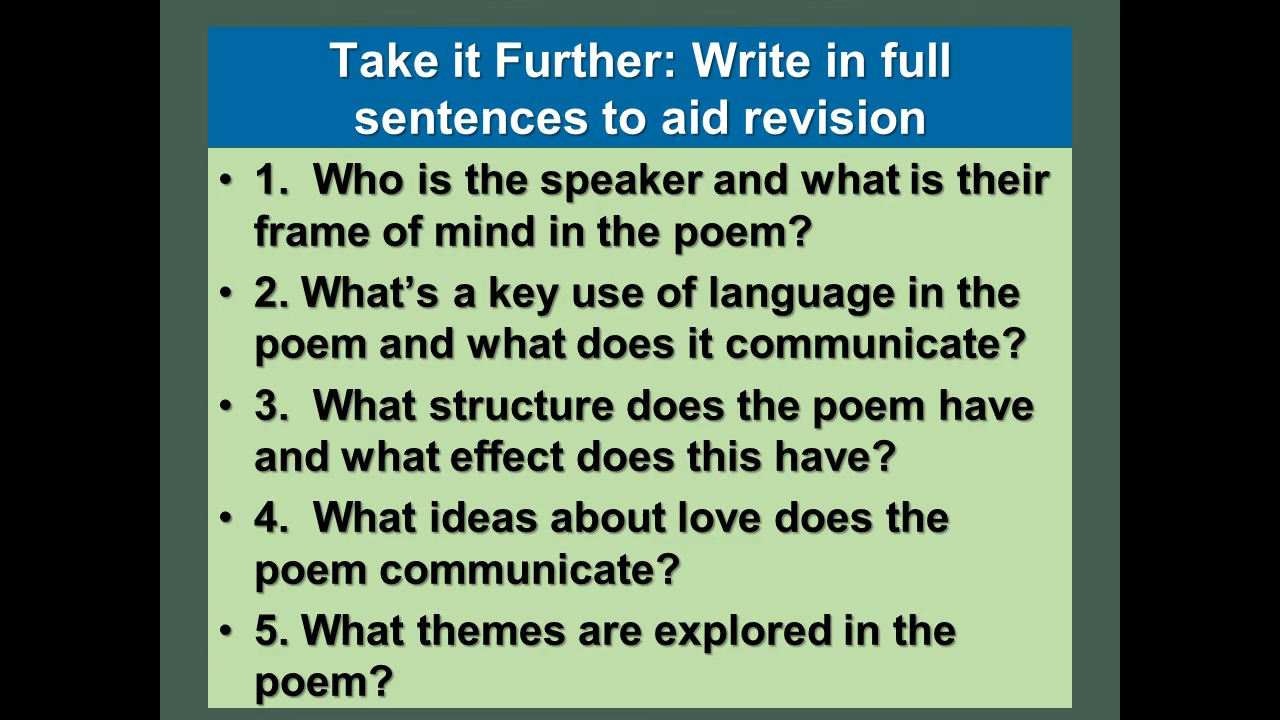 Take it Further: Write in full
sentences to aid revision
• 1.  Who is the speaker and what is their
frame of mind in the poem?
• 2. What’s a key use of language in the
poem and what does it communicate?
• 3.  What structure does the poem have
and what effect does this have?
• 4.  What ideas about love does the
poem communicate?
• 5. What themes are explored in the
poem?